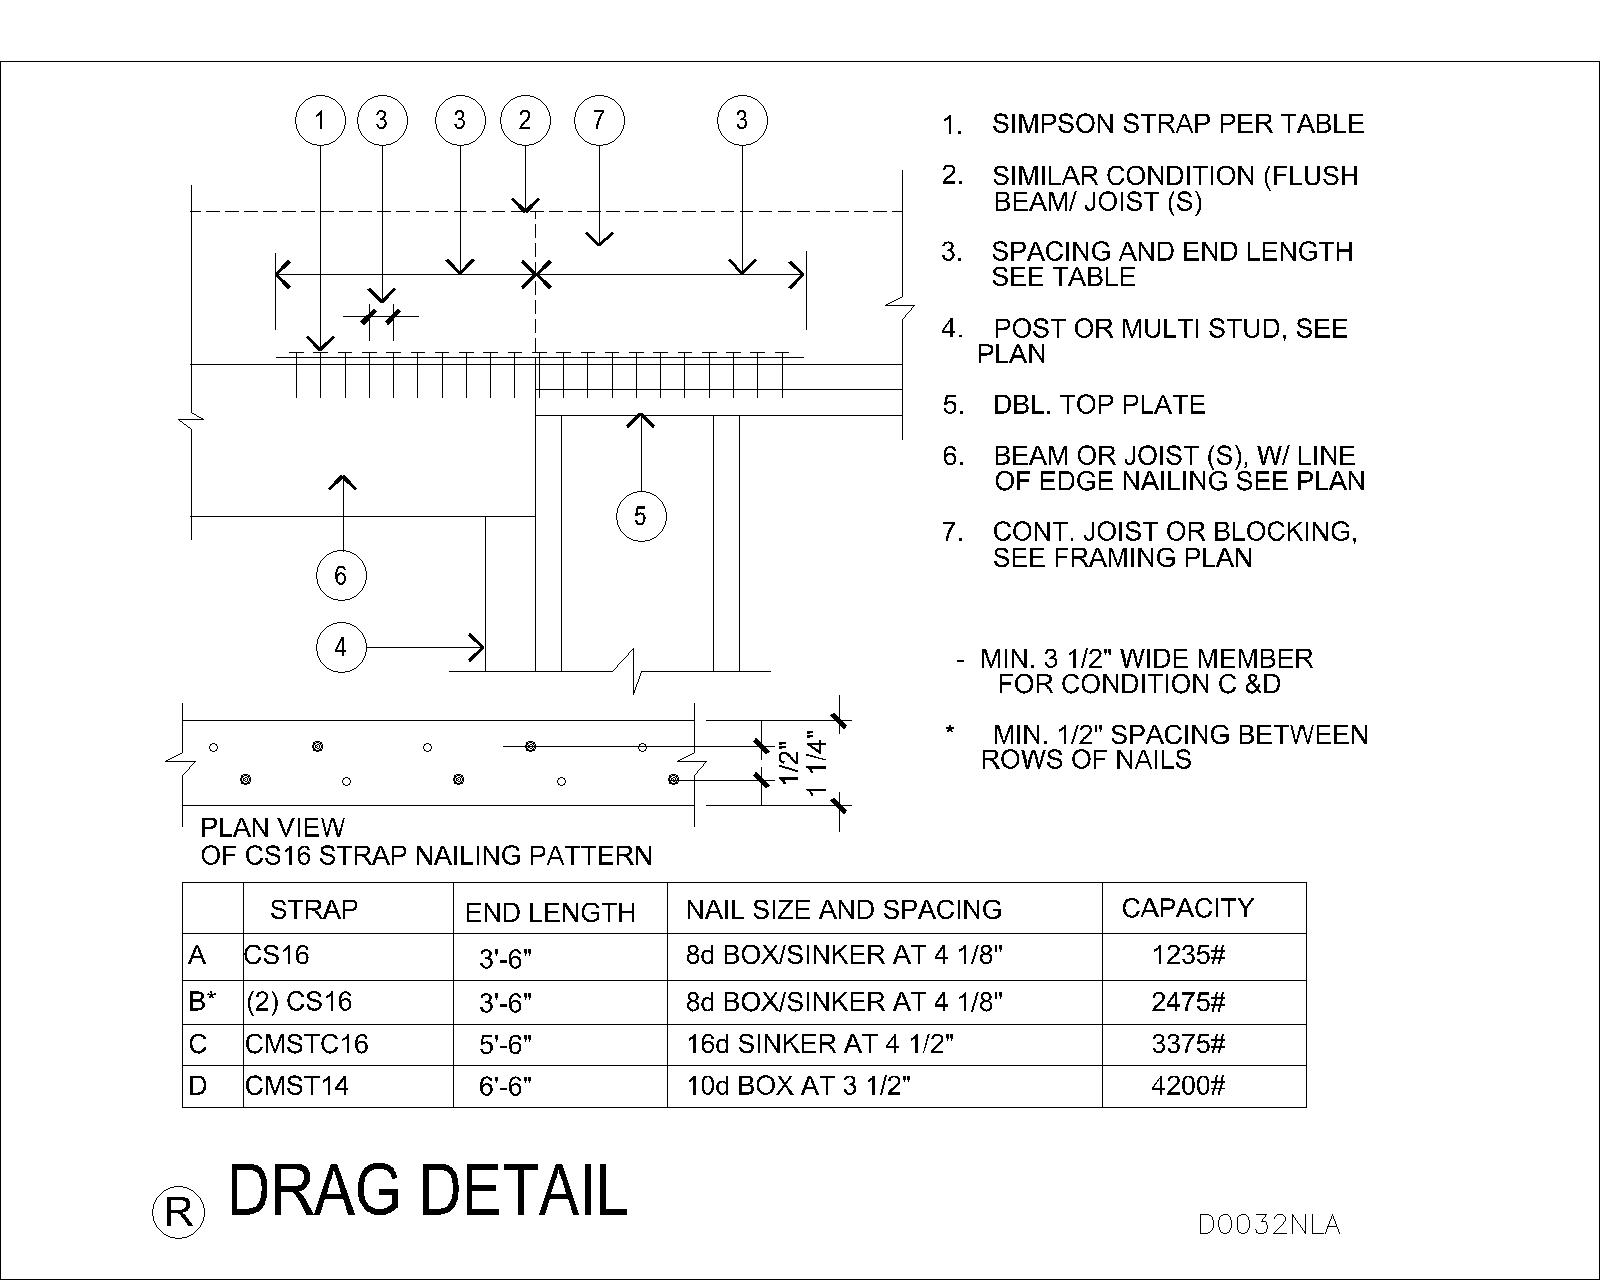 1 3 3 2 7 3
5
6
4
1. SIMPSON STRAP PER TABLE
2. SIMILAR CONDITION (FLUSH
BEAM/ JOIST (S)
3. SPACING AND END LENGTH
SEE TABLE
4. POST OR MULTI STUD, SEE
PLAN
5. DBL. TOP PLATE
6. BEAM OR JOIST (S), W/ LINE
OF EDGE NAILING SEE PLAN
7. CONT. JOIST OR BLOCKING,
SEE FRAMING PLAN
- MIN. 3 1/2" WIDE MEMBER
FOR CONDITION C &D
* MIN. 1/2" SPACING BETWEEN
ROWS OF NAILS
1/2"
1 1/4"
PLAN VIEW
OF CS16 STRAP NAILING PATTERN
STRAP END LENGTH NAIL SIZE AND SPACING CAPACITY
A CS16 3'-6" 8d BOX/SINKER AT 4 1/8" 1235#
B* (2) CS16 3'-6" 8d BOX/SINKER AT 4 1/8" 2475#
C CMSTC16 5'-6" 16d SINKER AT 4 1/2" 3375#
D CMST14 6'-6" 10d BOX AT 3 1/2" 4200#
R DRAG DETAIL
D0032NLA